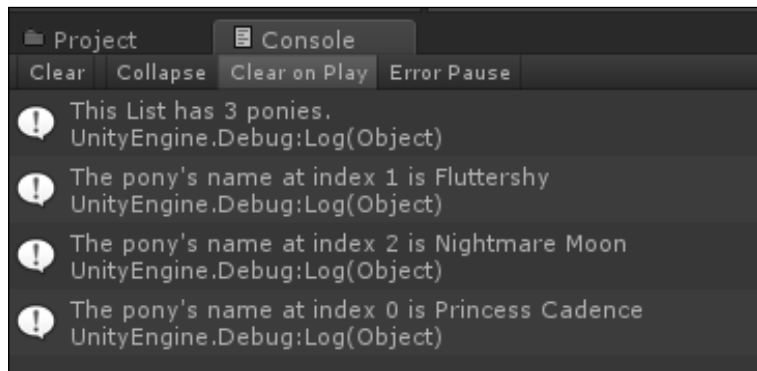 Project Console
Clear Collapse Clear on Play Error Pause
This List has 3 ponies.
UnityEngine.Debug:Log(Object)
The pony's name at index 1 is Fluttershy
UnityEngine.Debug:Log(Object)
The pony's name at index 2 is Nightmare Moon
UnityEngine.Debug:Log(Object)
The pony's name at index 0 is Princess Cadence
UnityEngine.Debug:Log(Object)